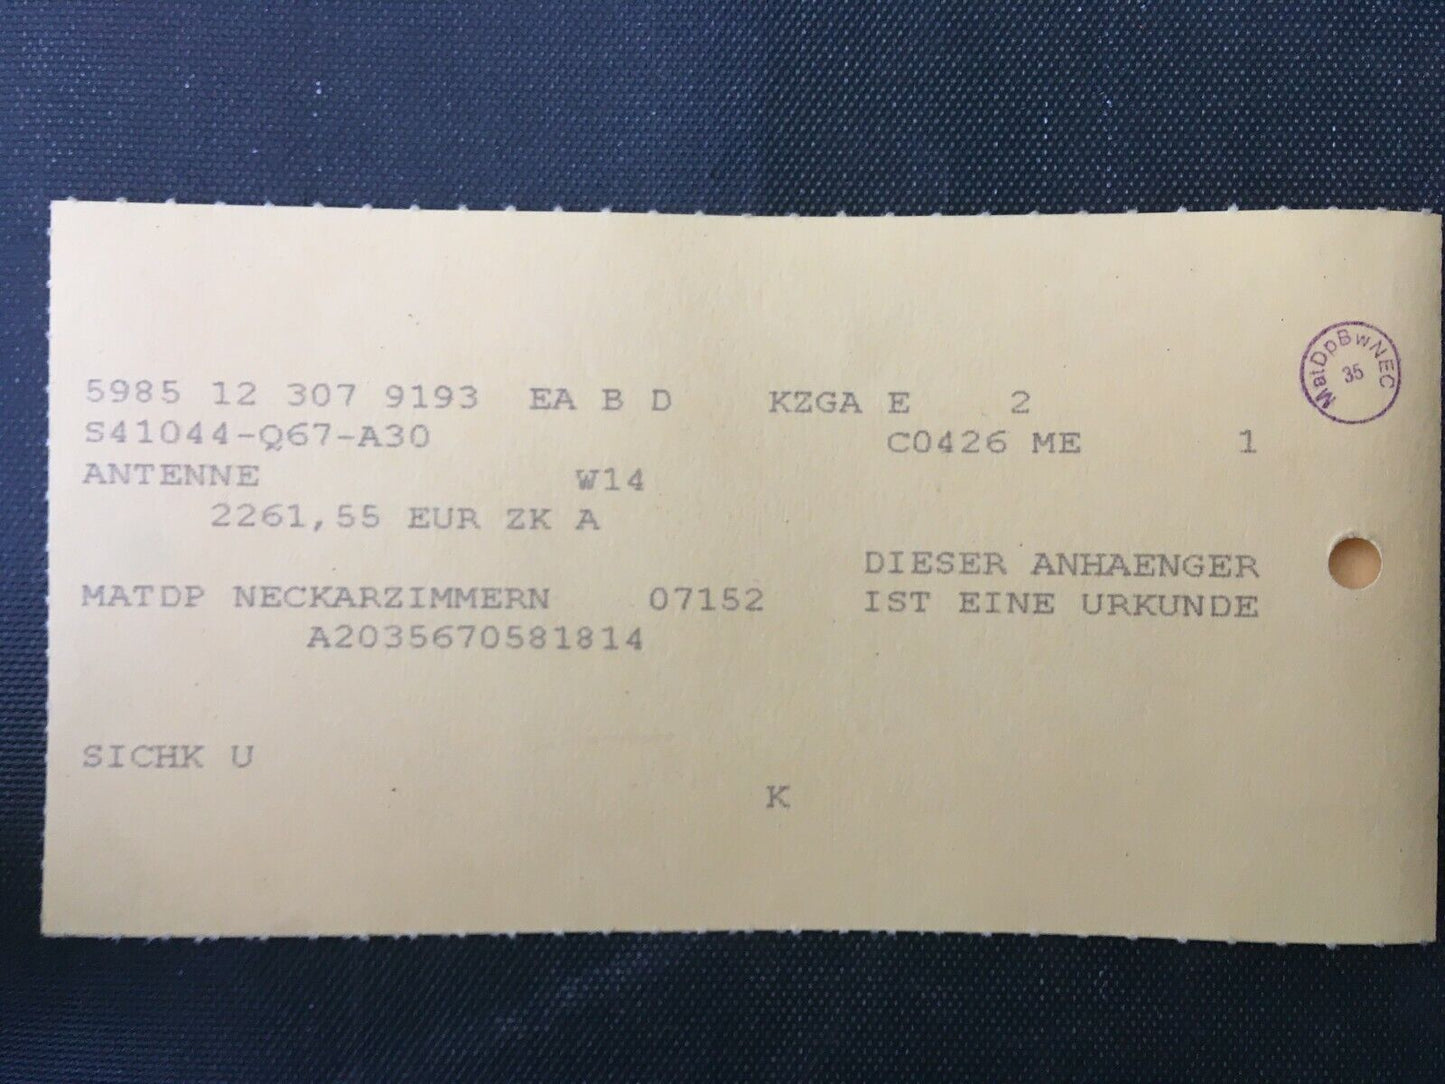 5985 12 307 9193 EA B D KZGA E 2
S41044-Q67-A30 C0426 ME 1
ANTENNE W14
2261,55 EUR ZK A
DIESER ANHAENGER
MATDP NECKARZIMMERN 07152 IST EINE URKUNDE
A2035670581814
SICHK U
K
MatDpBwNEC
35